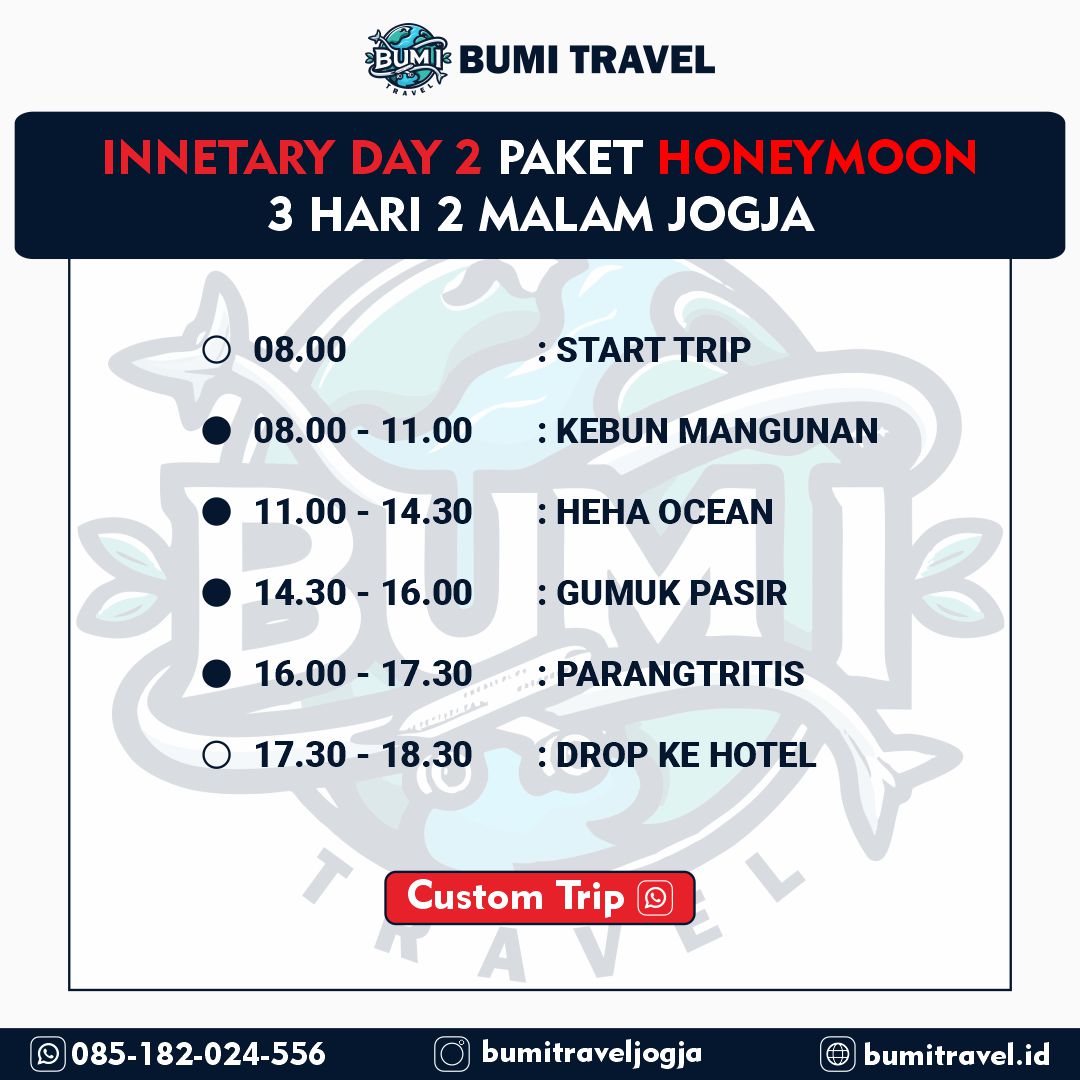 BUMI TRAVEL BUMI TRAVEL
INNETARY DAY 2 PAKET HONEYMOON
3 HARI 2 MALAM JOGJA
08.00 : START TRIP
08.00 - 11.00 : KEBUN MANGUNAN
11.00 - 14.30 : HEHA OCEAN
14.30 - 16.00 : GUMUK PASIR
16.00 - 17.30 : PARANGTRITIS
17.30 - 18.30 : DROP KE HOTEL
BUMI
TRAVEL
Custom Trip
085-182-024-556 bumitraveljogja bumitravel.id